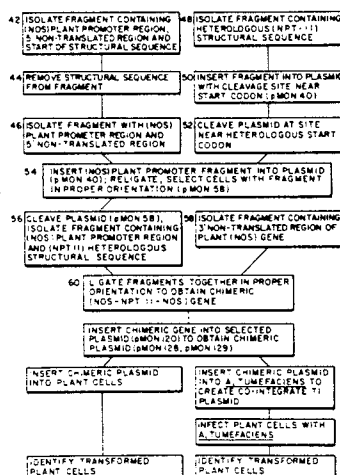 42 ISOLATE FRAGMENT CONTAINING
(NOS) PLANT PROMOTER REGION,
5' NON-TRANSLATED REGION AND
START OF STRUCTURAL SEQUENCE
48 ISOLATE FRAGMENT CONTAINING
HETEROLOGOUS (NPT II)
STRUCTURAL SEQUENCE
44 REMOVE STRUCTURAL SEQUENCE
FROM FRAGMENT
50 INSERT FRAGMENT INTO PLASMID
WITH CLEAVAGE SITE NEAR
START CODON; (pMON 40)
46 ISOLATE FRAGMENT WITH (NOS)
PLANT PROMETER REGION AND
5' NON-TRANSLATED REGION
52 CLEAVE PLASMID AT SITE
NEAR HETEROLOGOUS START
CODON
54
INSERT (NOS) PLANT PROMOTER FRAGMENT INTO PLASMID
(pMON 40); RELIGATE, SELECT CELLS WITH FRAGMENT
IN PROPER ORIENTATION (pMON 58)
56
CLEAVE PLASMID (pMON 58),
ISOLATE FRAGMENT CONTAINING
(NOS) PLANT PROMOTER REGION
AND (NPT II) HETEROLOGOUS
STRUCTURAL SEQUENCE
58 ISOLATE FRAGMENT CONTAINING
3' NON-TRANSLATED REGION OF
PLANT (NOS) GENE
60
LIGATE FRAGMENTS TOGETHER IN PROPER
ORIENTATION TO OBTAIN CHIMERIC
(NOS-NPT II-NOS) GENE
INSERT CHIMERIC GENE INTO SELECTED
PLASMID (pMON 120) TO OBTAIN CHIMERIC
PLASMID (pMON 128, pMON 129)
INSERT CHIMERIC PLASMID
INTO PLANT CELLS
INSERT CHIMERIC PLASMID
INTO A. TUMEFACIENS TO
CREATE CO-INTEGRATE TI
PLASMID
INFECT PLANT CELLS WITH
A. TUMEFACIENS
IDENTIFY TRANSFORMED
PLANT CELLS
IDENTIFY TRANSFORMED
PLANT CELLS